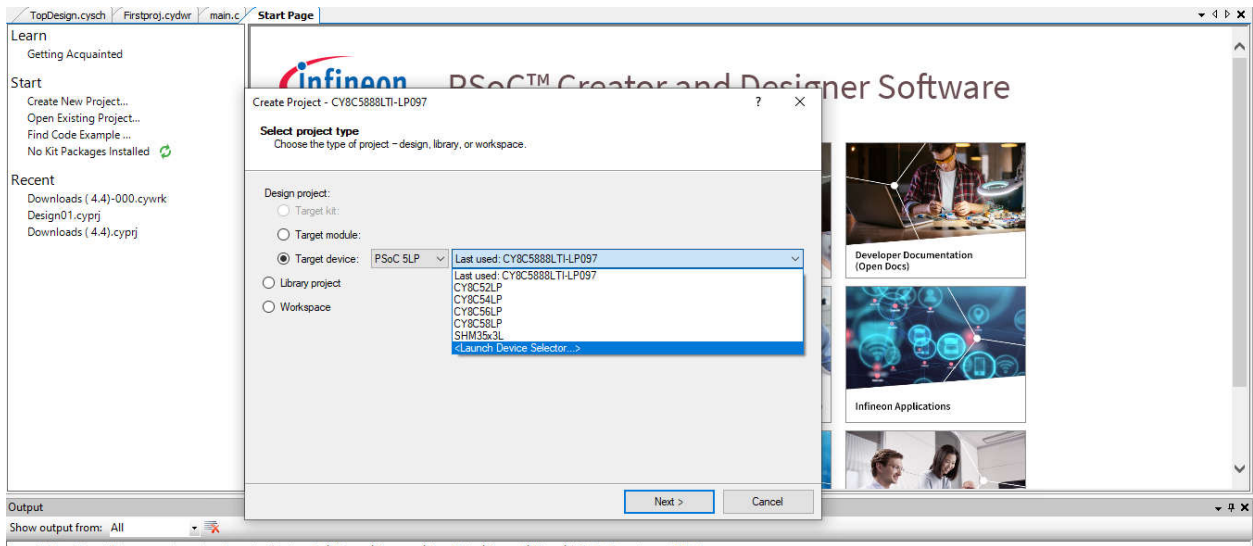 TopDesign.cysch Firstproj.cydwr main.c Start Page
Learn
Getting Acquainted
Start
Create New Project...
Open Existing Project...
Find Code Example ...
No Kit Packages Installed
Recent
Downloads ( 4.4)-000.cywrk
Design01.cyprj
Downloads ( 4.4).cyprj
infineon
PSoC™ Creator and Designer Software
Create Project - CY8C5888LTI-LP097
Select project type
Choose the type of project – design, library, or workspace.
Design project:
Target kit:
Target module:
Target device: PSoC 5LP Last used: CY8C5888LTI-LP097
Last used: CY8C5888LTI-LP097
CY8C52LP
CY8C54LP
CY8C56LP
CY8C58LP
SHM35x3L
<Launch Device Selector...>
Library project
Workspace
Next > Cancel
Developer Documentation
(Open Docs)
Infineon Applications
Output
Show output from: All